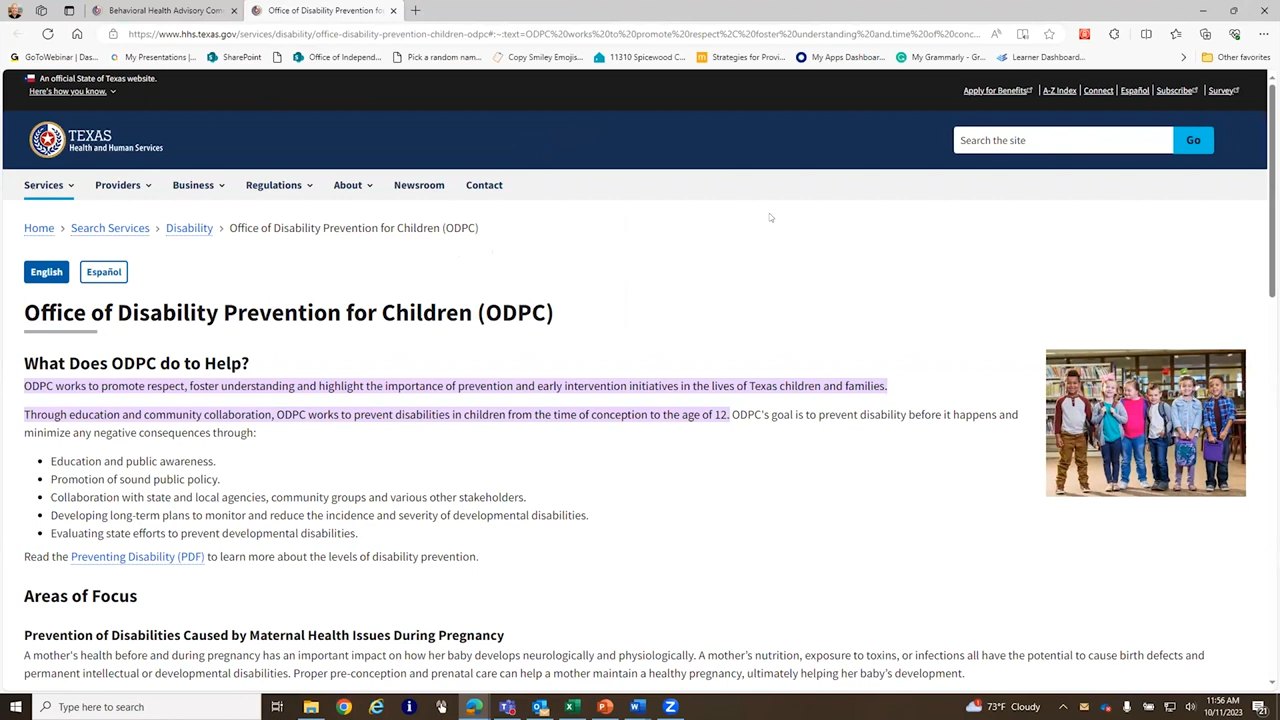 Behavioral Health Advisory Com
Office of Disability Prevention for
https://www.hhs.texas.gov/services/disability/office-disability-prevention-children-odpc#:~:text=ODPC%20works%20to%20promote%20respect%2C%20foster%20understanding%20and,time%20of%20conc...
GoToWebinar | Das... My Presentations |... SharePoint Office of Independ... Pick a random nam... Copy Smiley Emojis... 11310 Spicewood C... Strategies for Provi... My Apps Dashboar... My Grammarly - Gr... Learner Dashboar... Other favorites
An official State of Texas website.
Here's how you know.
Apply for Benefits | A-Z Index | Connect | Español | Subscribe | Survey
TEXAS
Health and Human Services
Search the site Go
Services Providers Business Regulations About Newsroom Contact
Home > Search Services > Disability > Office of Disability Prevention for Children (ODPC)
English Español
Office of Disability Prevention for Children (ODPC)
What Does ODPC do to Help?
ODPC works to promote respect, foster understanding and highlight the importance of prevention and early intervention initiatives in the lives of Texas children and families.
Through education and community collaboration, ODPC works to prevent disabilities in children from the time of conception to the age of 12. ODPC's goal is to prevent disability before it happens and
minimize any negative consequences through:
• Education and public awareness.
• Promotion of sound public policy.
• Collaboration with state and local agencies, community groups and various other stakeholders.
• Developing long-term plans to monitor and reduce the incidence and severity of developmental disabilities.
• Evaluating state efforts to prevent developmental disabilities.
Read the Preventing Disability (PDF) to learn more about the levels of disability prevention.
Areas of Focus
Prevention of Disabilities Caused by Maternal Health Issues During Pregnancy
A mother's health before and during pregnancy has an important impact on how her baby develops neurologically and physiologically. A mother's nutrition, exposure to toxins, or infections all have the potential to cause birth defects and
permanent intellectual or developmental disabilities. Proper pre-conception and prenatal care can help a mother maintain a healthy pregnancy, ultimately helping her baby's development.
Type here to search
73°F Cloudy
11:56 AM
10/11/2023